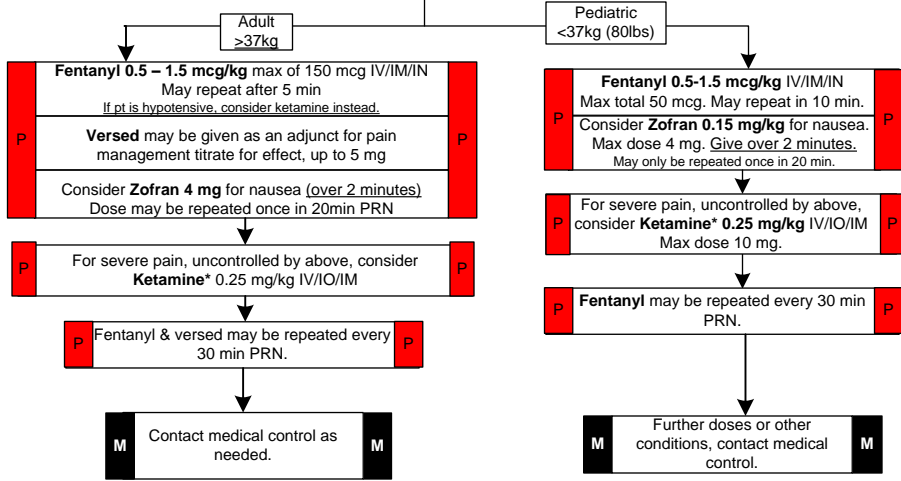 Adult
>37kg
Pediatric
<37kg (80lbs)
P
Fentanyl 0.5 – 1.5 mcg/kg max of 150 mcg IV/IM/IN
May repeat after 5 min
If pt is hypotensive, consider ketamine instead.
Versed may be given as an adjunct for pain
management titrate for effect, up to 5 mg
Consider Zofran 4 mg for nausea (over 2 minutes)
Dose may be repeated once in 20min PRN
P
P
For severe pain, uncontrolled by above, consider
Ketamine* 0.25 mg/kg IV/IO/IM
P
P
Fentanyl & versed may be repeated every
30 min PRN.
P
M
Contact medical control as
needed.
M
P
Fentanyl 0.5-1.5 mcg/kg IV/IM/IN
Max total 50 mcg. May repeat in 10 min.
Consider Zofran 0.15 mg/kg for nausea.
Max dose 4 mg. Give over 2 minutes.
May only be repeated once in 20 min.
P
P
For severe pain, uncontrolled by above,
consider Ketamine* 0.25 mg/kg IV/IO/IM
Max dose 10 mg.
P
P
Fentanyl may be repeated every 30 min
PRN.
P
M
Further doses or other
conditions, contact medical
control.
M